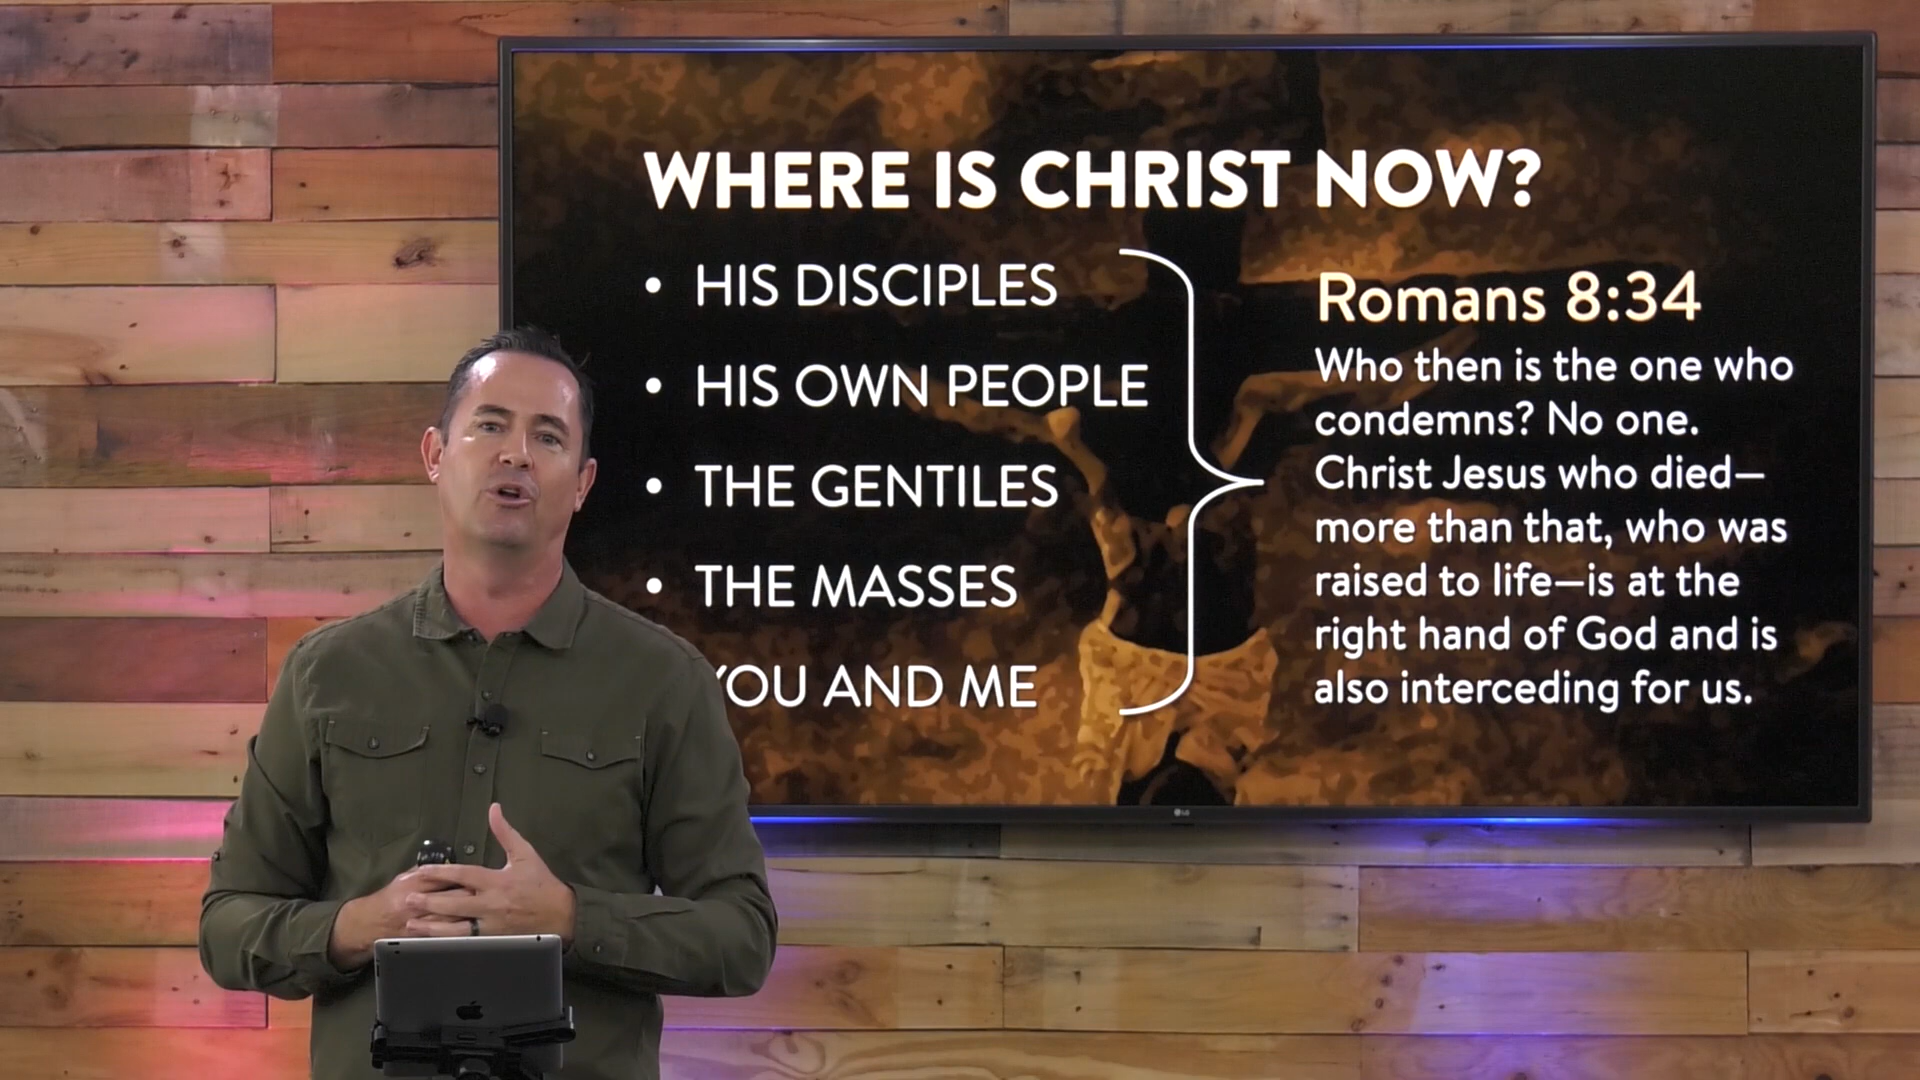 WHERE IS CHRIST NOW?
• HIS DISCIPLES
• HIS OWN PEOPLE
• THE GENTILES
• THE MASSES
YOU AND ME
Romans 8:34
Who then is the one who
condemns? No one.
Christ Jesus who died—
more than that, who was
raised to life—is at the
right hand of God and is
also interceding for us.
LG